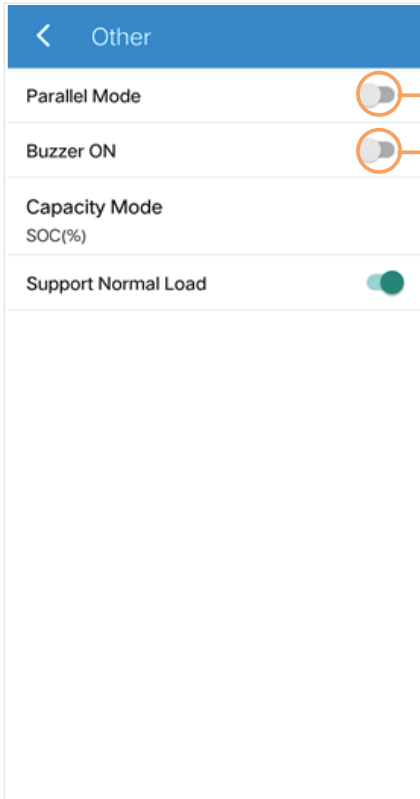 Other
Parallel Mode
Buzzer ON
Capacity Mode
SOC(%)
Support Normal Load